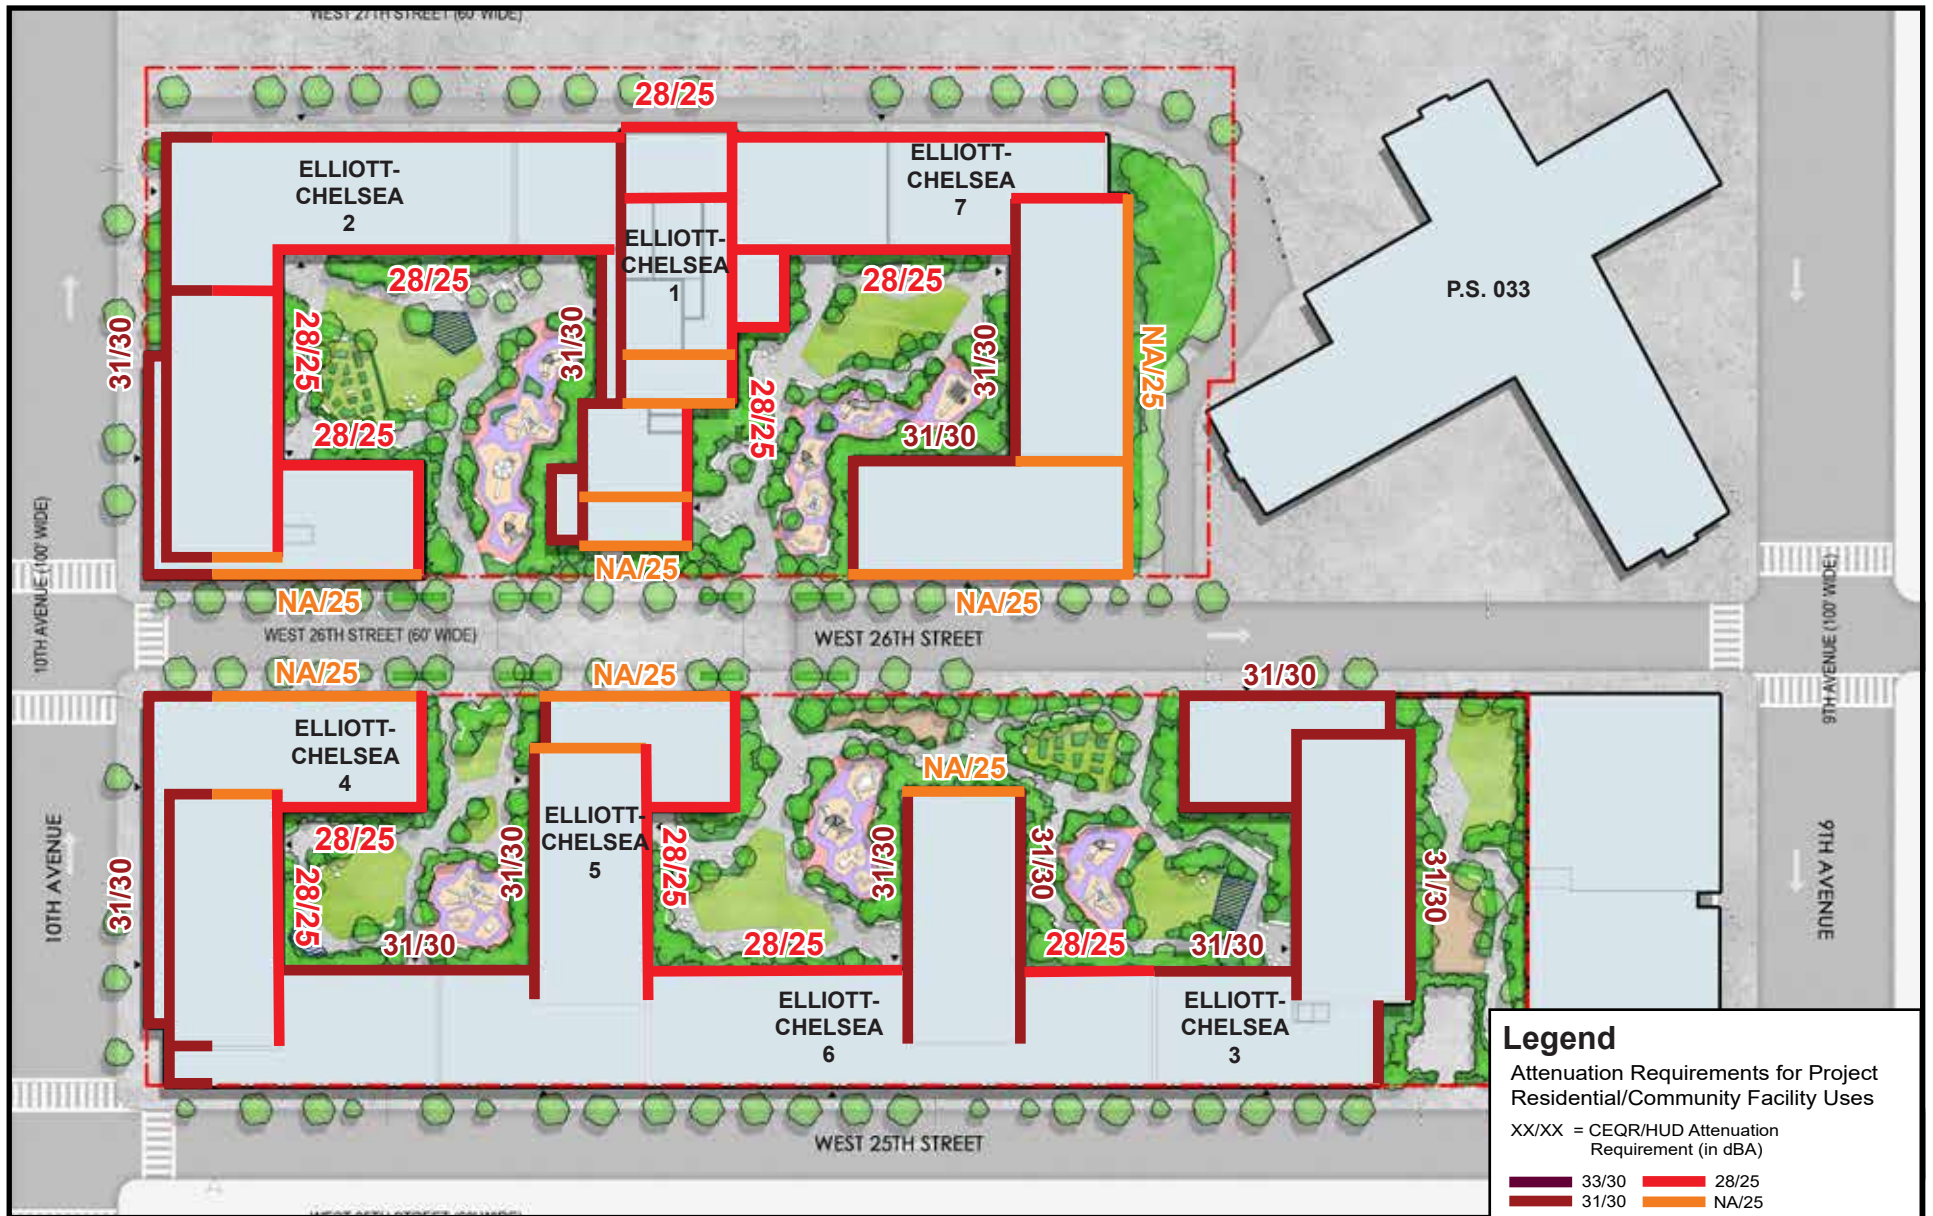 WEST 27TH STREET (60' WIDE)
28/25
ELLIOTT-
CHELSEA
2
ELLIOTT-
CHELSEA
7
ELLIOTT-
CHELSEA
1
28/25
28/25
P.S. 033
31/30
28/25
31/30
31/30
NA/25
28/25
28/25
31/30
10TH AVENUE (100' WIDE)
NA/25
NA/25
NA/25
9TH AVENUE (100' WIDE)
WEST 26TH STREET (60' WIDE)
WEST 26TH STREET
NA/25
NA/25
31/30
ELLIOTT-
CHELSEA
4
NA/25
ELLIOTT-
CHELSEA
5
10TH AVENUE
31/30
28/25
28/25
31/30
28/25
31/30
31/30
31/30
9TH AVENUE
31/30
28/25
28/25
31/30
ELLIOTT-
CHELSEA
6
ELLIOTT-
CHELSEA
3
WEST 25TH STREET
Legend
Attenuation Requirements for Project
Residential/Community Facility Uses
XX/XX = CEQR/HUD Attenuation
Requirement (in dBA)
33/30 28/25
31/30 NA/25